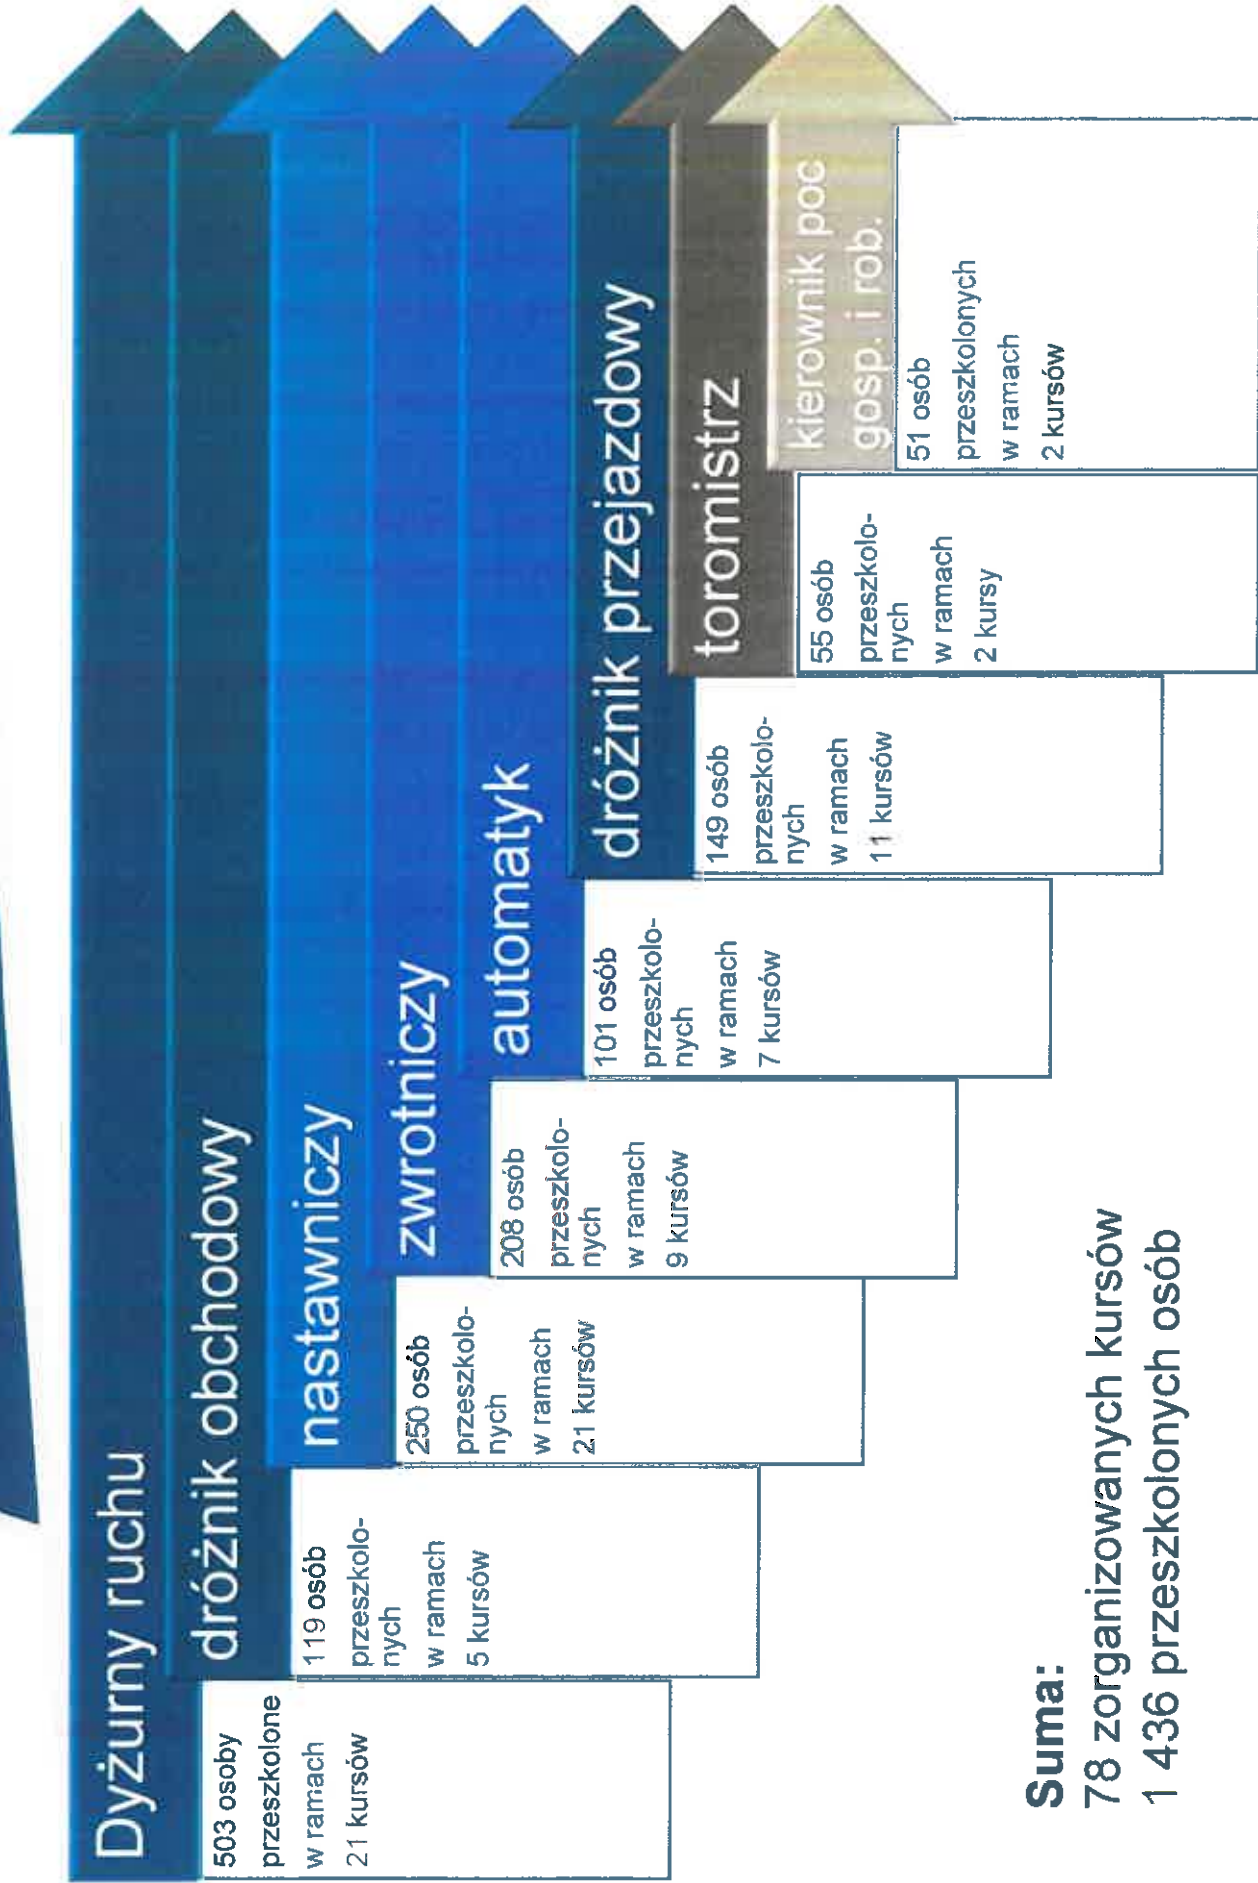 Dyżurny ruchu
503 osoby
przeszkolone
w ramach
21 kursów
dróżnik obchodowy
119 osób
przeszkolo-
nych
w ramach
5 kursów
nastawniczy
250 osób
przeszkolo-
nych
w ramach
21 kursów
zwrotniczy
208 osób
przeszkolo-
nych
w ramach
9 kursów
automatyk
101 osób
przeszkolo-
nych
w ramach
7 kursów
dróżnik przejazdowy
149 osób
przeszkolo-
nych
w ramach
11 kursów
toromistrz
55 osób
przeszkolo-
nych
w ramach
2 kursy
kierownik poc
gosp. i rob.
51 osób
przeszkolonych
w ramach
2 kursów
Suma:
78 zorganizowanych kursów
1 436 przeszkolonych osób